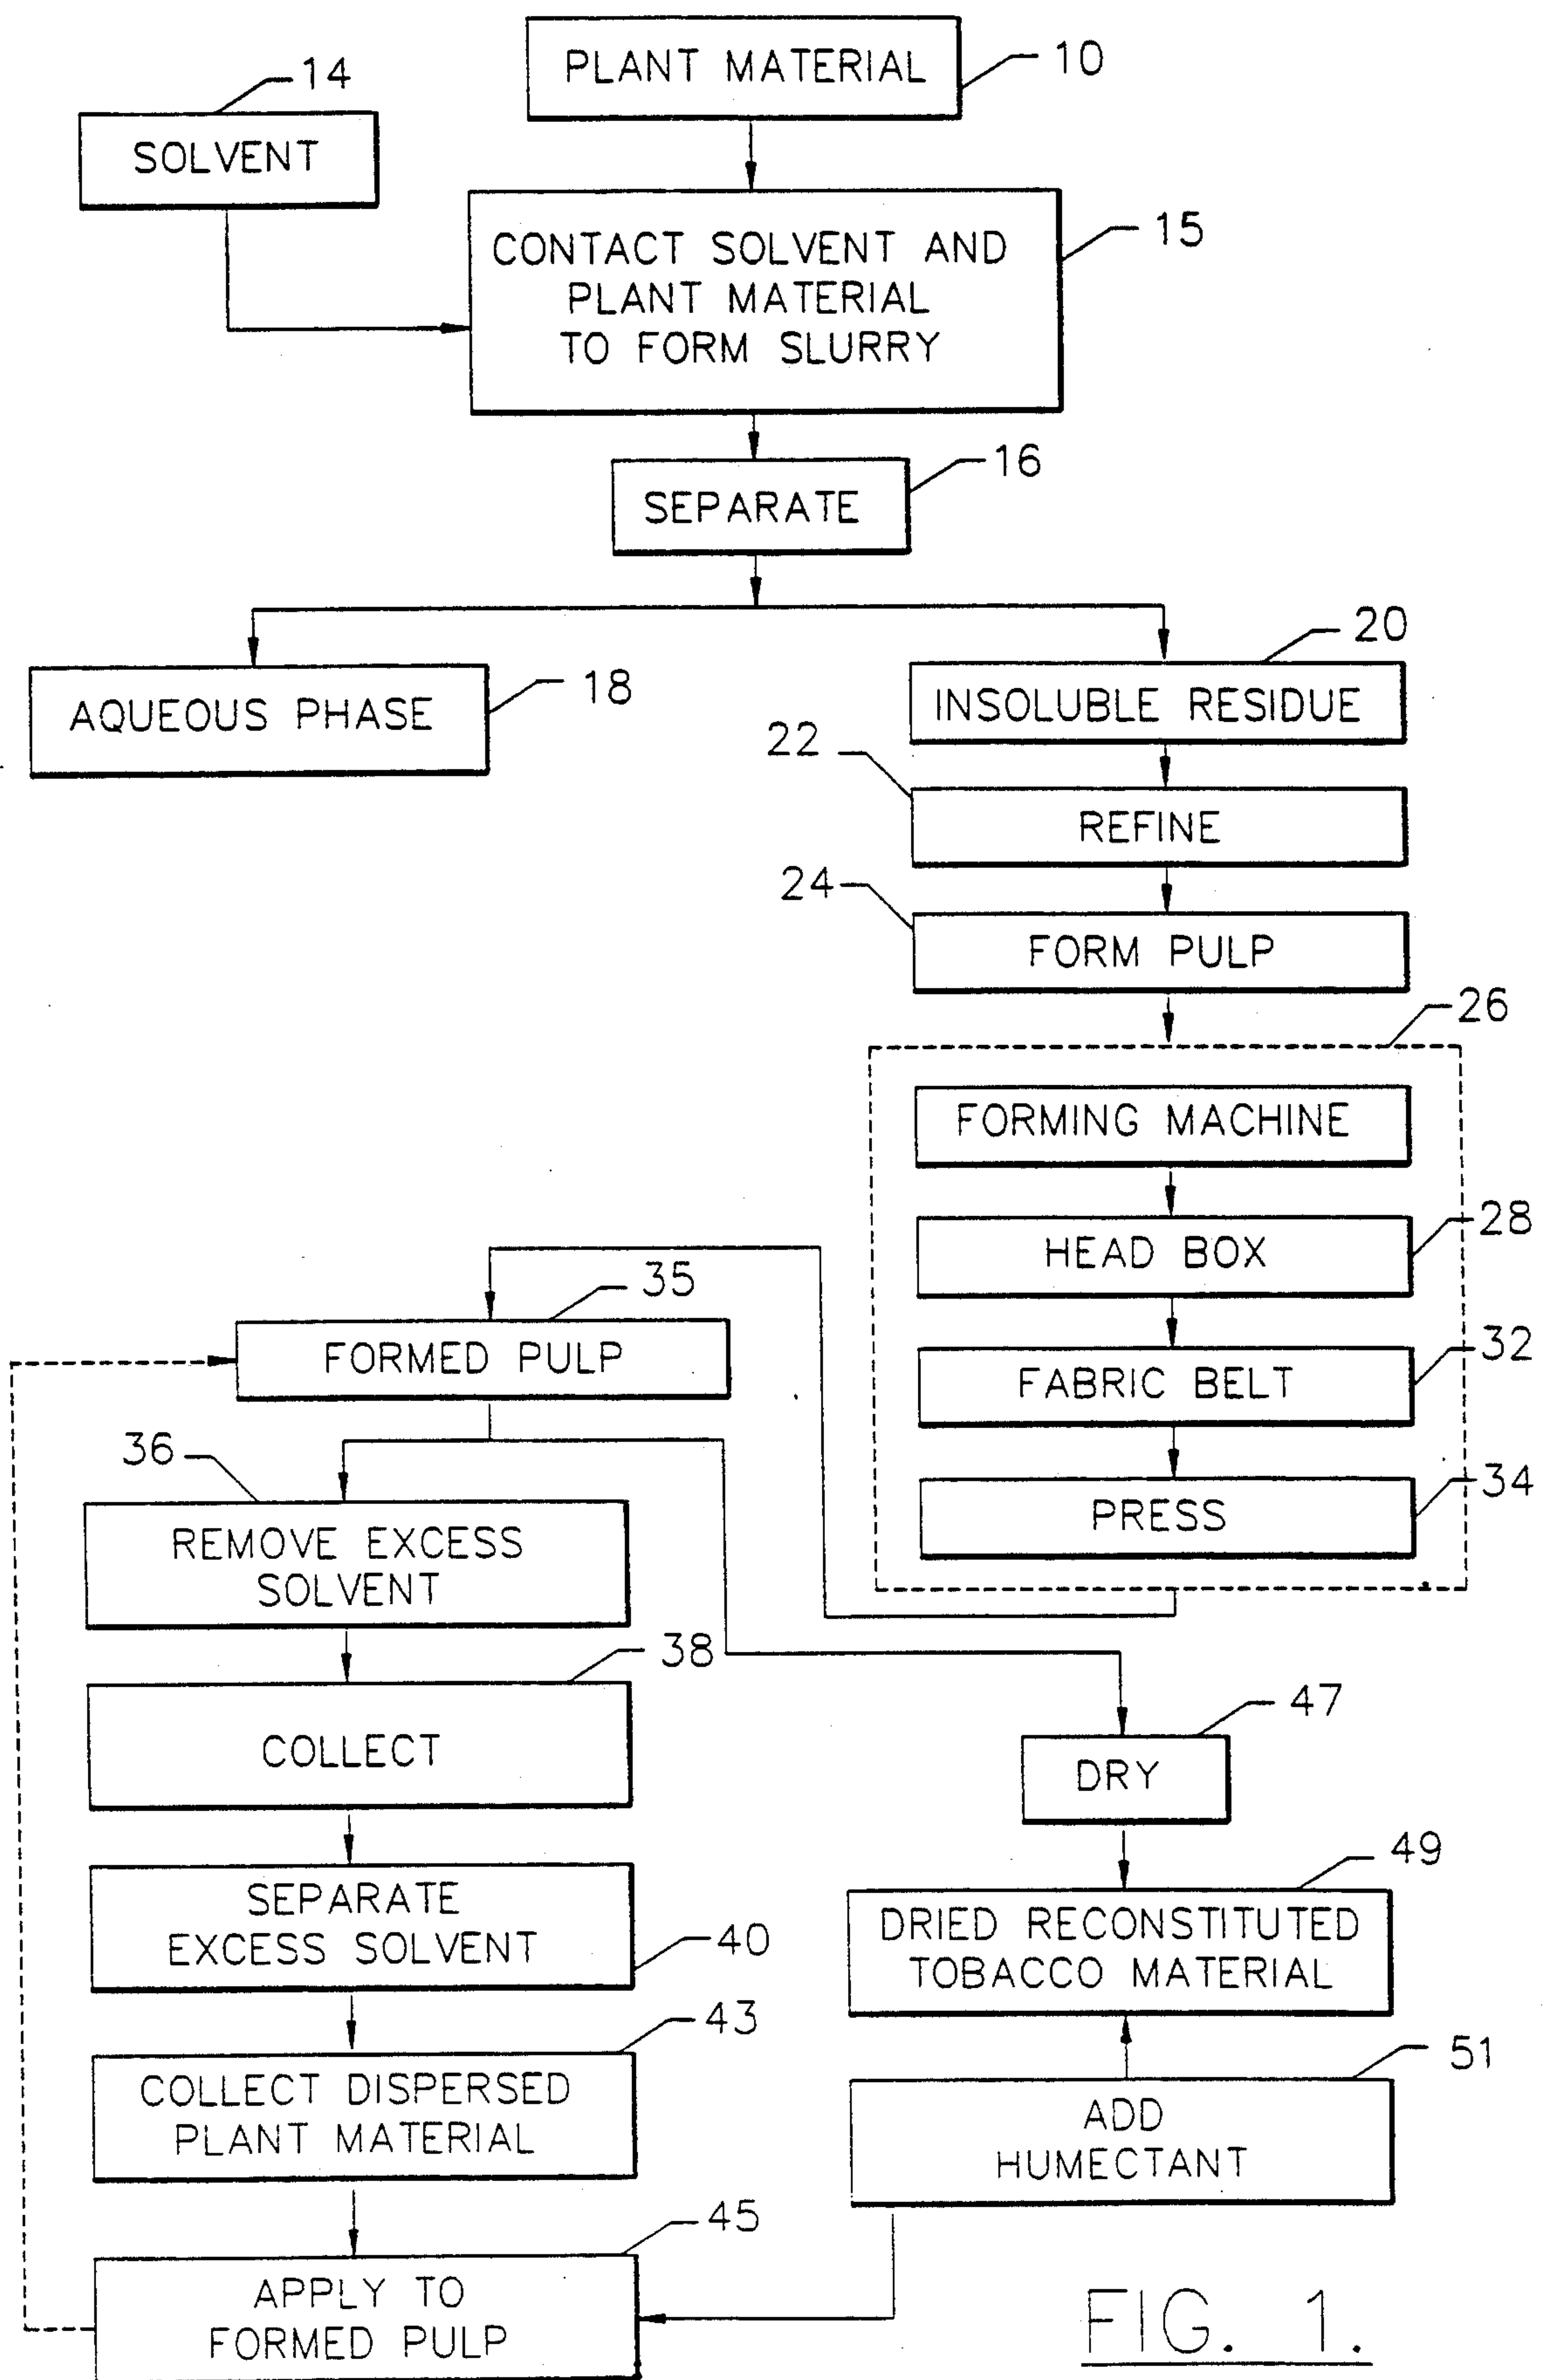 PLANT MATERIAL
10
14
SOLVENT
CONTACT SOLVENT AND
PLANT MATERIAL
TO FORM SLURRY
15
16
SEPARATE
AQUEOUS PHASE
18
20
INSOLUBLE RESIDUE
22
REFINE
24
FORM PULP
26
FORMING MACHINE
HEAD BOX
28
35
FORMED PULP
FABRIC BELT
32
36
REMOVE EXCESS
SOLVENT
PRESS
34
38
COLLECT
47
DRY
SEPARATE
EXCESS SOLVENT
40
49
DRIED RECONSTITUTED
TOBACCO MATERIAL
43
COLLECT DISPERSED
PLANT MATERIAL
51
ADD
HUMECTANT
45
APPLY TO
FORMED PULP
FIG. 1.